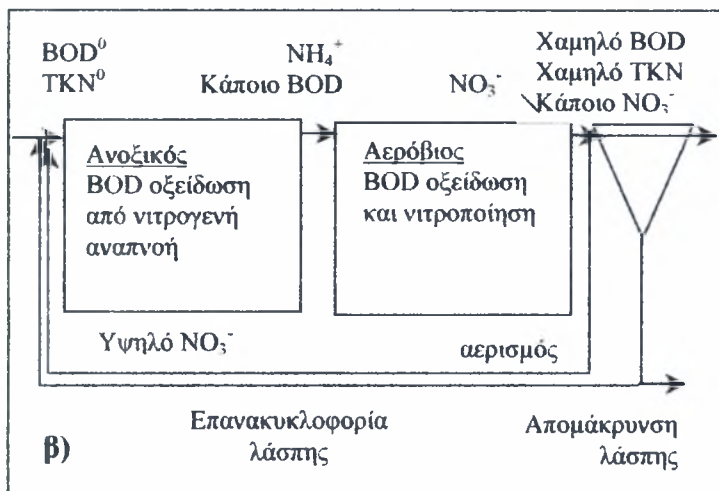 BOD⁰
TKN⁰
NH₄⁺
Κάποιο BOD
NO₃⁻
Χαμηλό BOD
Χαμηλό TKN
Κάποιο NO₃⁻
Ανοξικός
BOD οξείδωση
από νιτρογενή
αναπνοή
Αερόβιος
BOD οξείδωση
και νιτροποίηση
Υψηλό NO₃⁻
αερισμός
Επανακυκλοφορία
λάσπης
Απομάκρυνση
λάσπης
β)